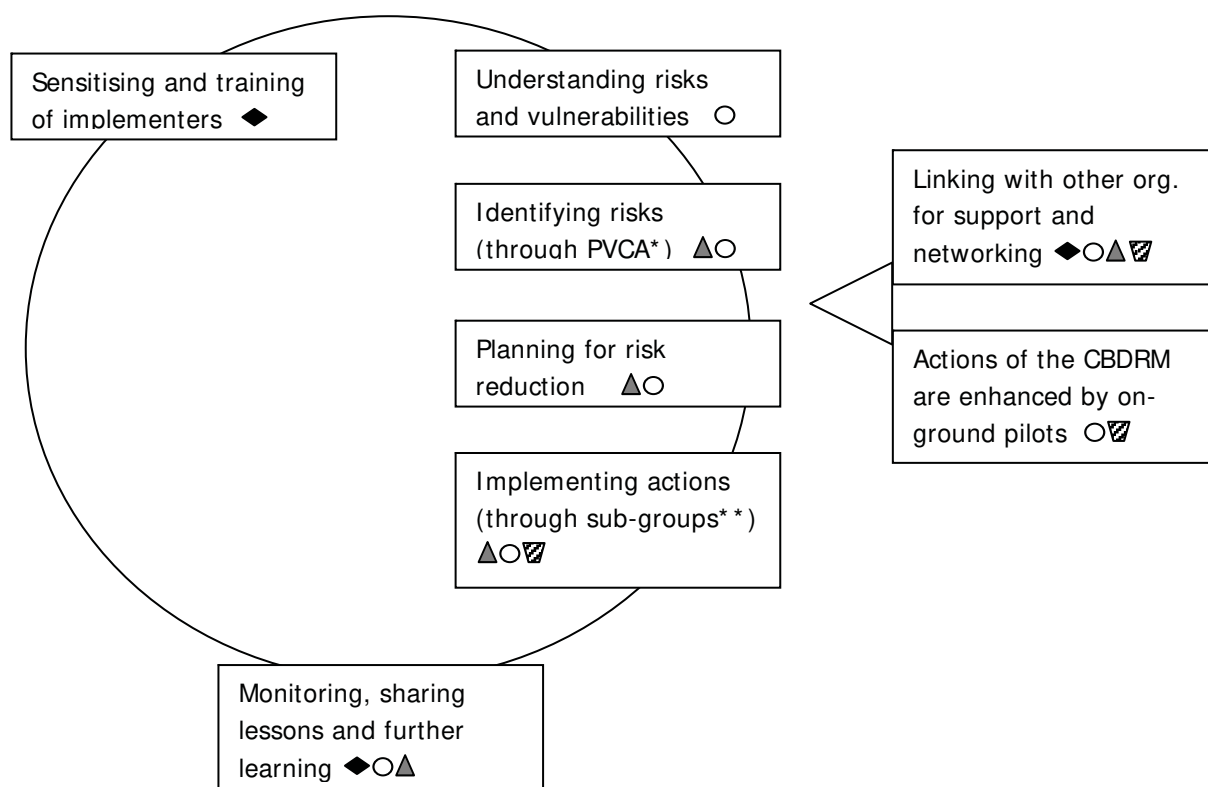 Sensitising and training
of implementers ◆
Understanding risks
and vulnerabilities ○
Identifying risks
(through PVCA*) ▲○
Planning for risk
reduction ▲○
Implementing actions
(through sub-groups**)
▲○▽
Monitoring, sharing
lessons and further
learning ◆○▲
Linking with other org.
for support and
networking ◆○▲▽
Actions of the CBDRM
are enhanced by on-
ground pilots ○▽